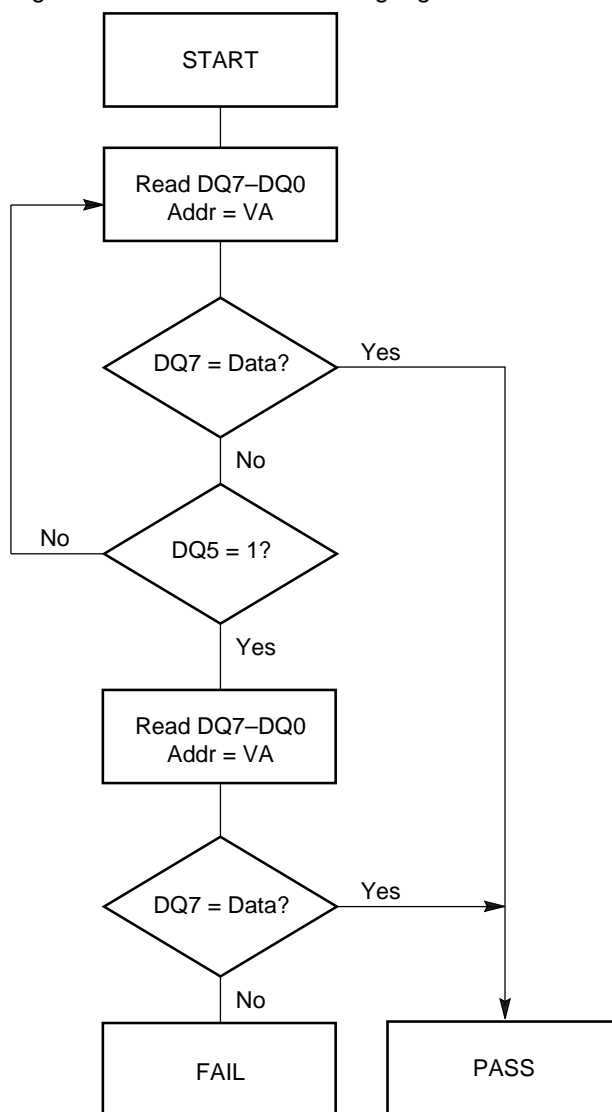 START
Read DQ7–DQ0
Addr = VA
DQ7 = Data?
Yes
No
DQ5 = 1?
No
Yes
Read DQ7–DQ0
Addr = VA
DQ7 = Data?
Yes
No
FAIL
PASS